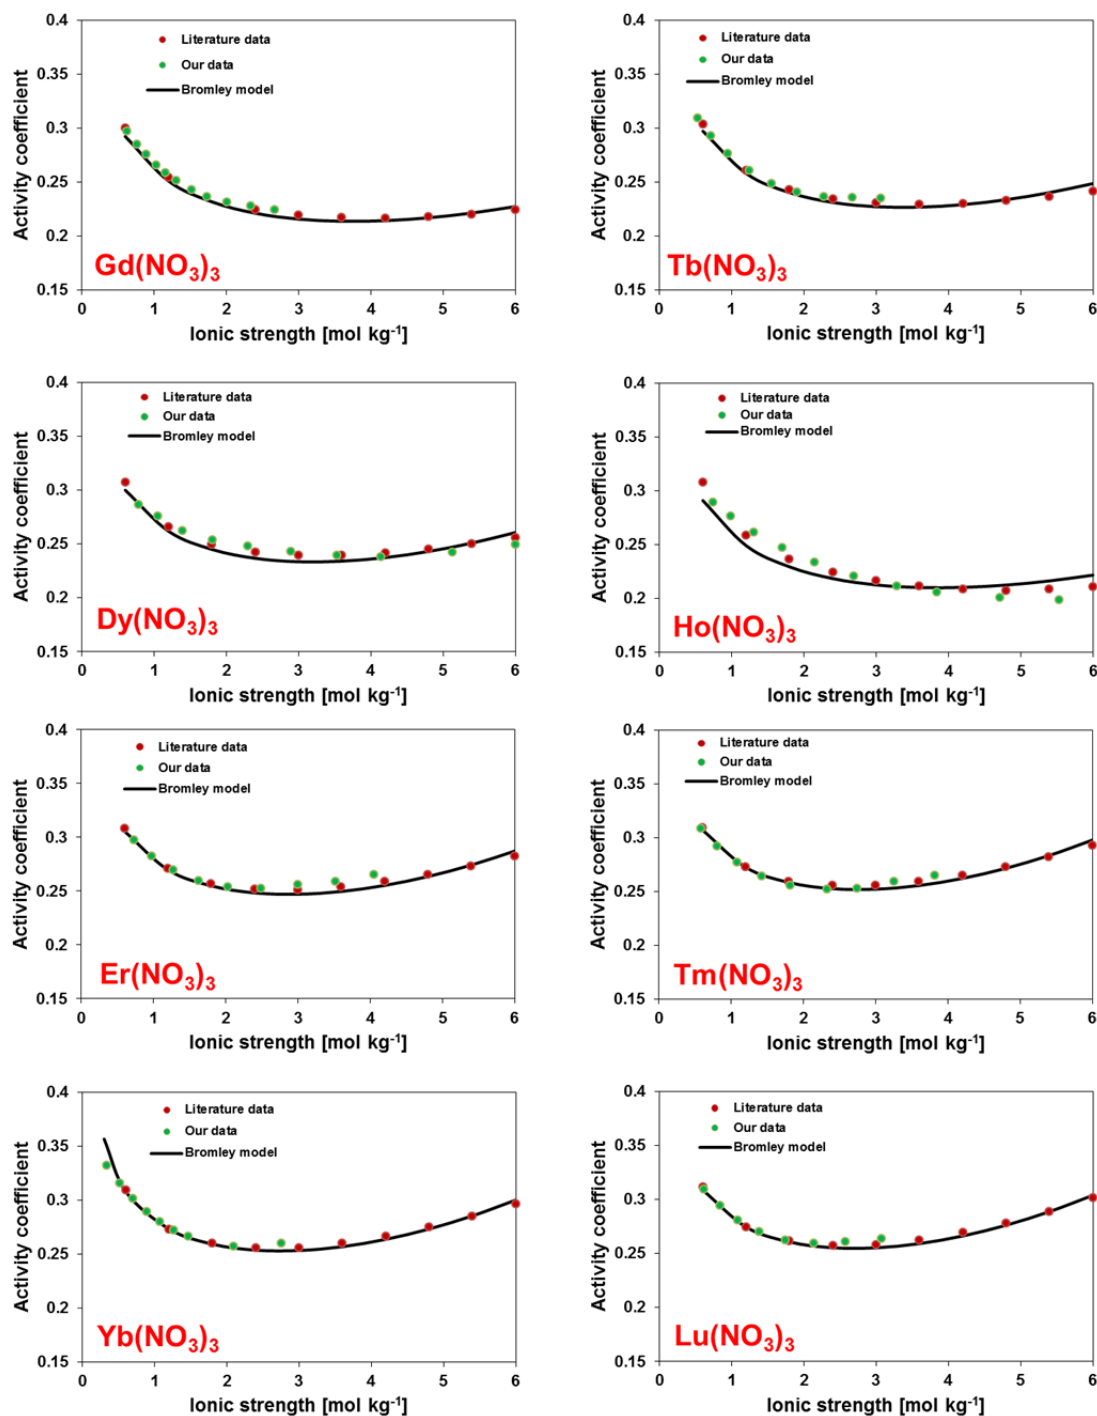 0.4
0.35
0.3
0.25
0.2
0.15
Activity coefficient
Literature data
Our data
Bromley model
Gd(NO3)3
0 1 2 3 4 5 6
Ionic strength [mol kg-1]
0.4
0.35
0.3
0.25
0.2
0.15
Activity coefficient
Literature data
Our data
Bromley model
Tb(NO3)3
0 1 2 3 4 5 6
Ionic strength [mol kg-1]
0.4
0.35
0.3
0.25
0.2
0.15
Activity coefficient
Literature data
Our data
Bromley model
Dy(NO3)3
0 1 2 3 4 5 6
Ionic strength [mol kg-1]
0.4
0.35
0.3
0.25
0.2
0.15
Activity coefficient
Literature data
Our data
Bromley model
Ho(NO3)3
0 1 2 3 4 5 6
Ionic strength [mol kg-1]
0.4
0.35
0.3
0.25
0.2
0.15
Activity coefficient
Literature data
Our data
Bromley model
Er(NO3)3
0 1 2 3 4 5 6
Ionic strength [mol kg-1]
0.4
0.35
0.3
0.25
0.2
0.15
Activity coefficient
Literature data
Our data
Bromley model
Tm(NO3)3
0 1 2 3 4 5 6
Ionic strength [mol kg-1]
0.4
0.35
0.3
0.25
0.2
0.15
Activity coefficient
Literature data
Our data
Bromley model
Yb(NO3)3
0 1 2 3 4 5 6
Ionic strength [mol kg-1]
0.4
0.35
0.3
0.25
0.2
0.15
Activity coefficient
Literature data
Our data
Bromley model
Lu(NO3)3
0 1 2 3 4 5 6
Ionic strength [mol kg-1]